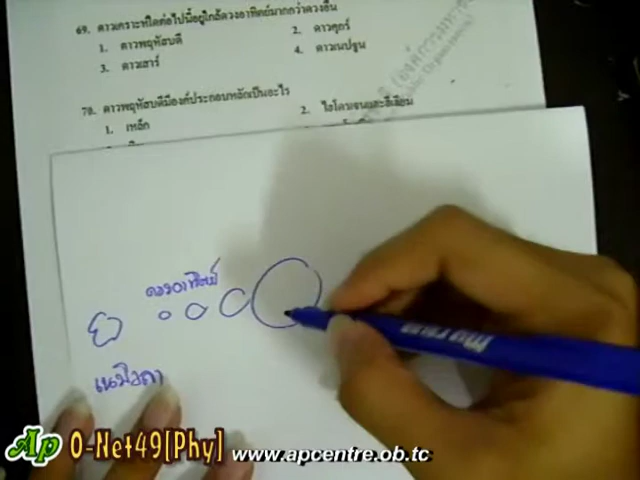 69. ดาวเคราะห์ใดต่อไปนี้อยู่ใกล้ดวงอาทิตย์มากกว่าดวงอื่น
1. ดาวพฤหัสบดี
2. ดาวศุกร์
3. ดาวเสาร์
4. ดาวเนปจูน
70. ดาวพฤหัสบดีมีองค์ประกอบหลักเป็นอะไร
1. เหล็ก
2. ไฮโดรเจนและฮีเลียม
ดวงอาทิตย์
เนบิวลา
My Gear
Ap O-Net49[Phy] www.apcentre.ob.tc